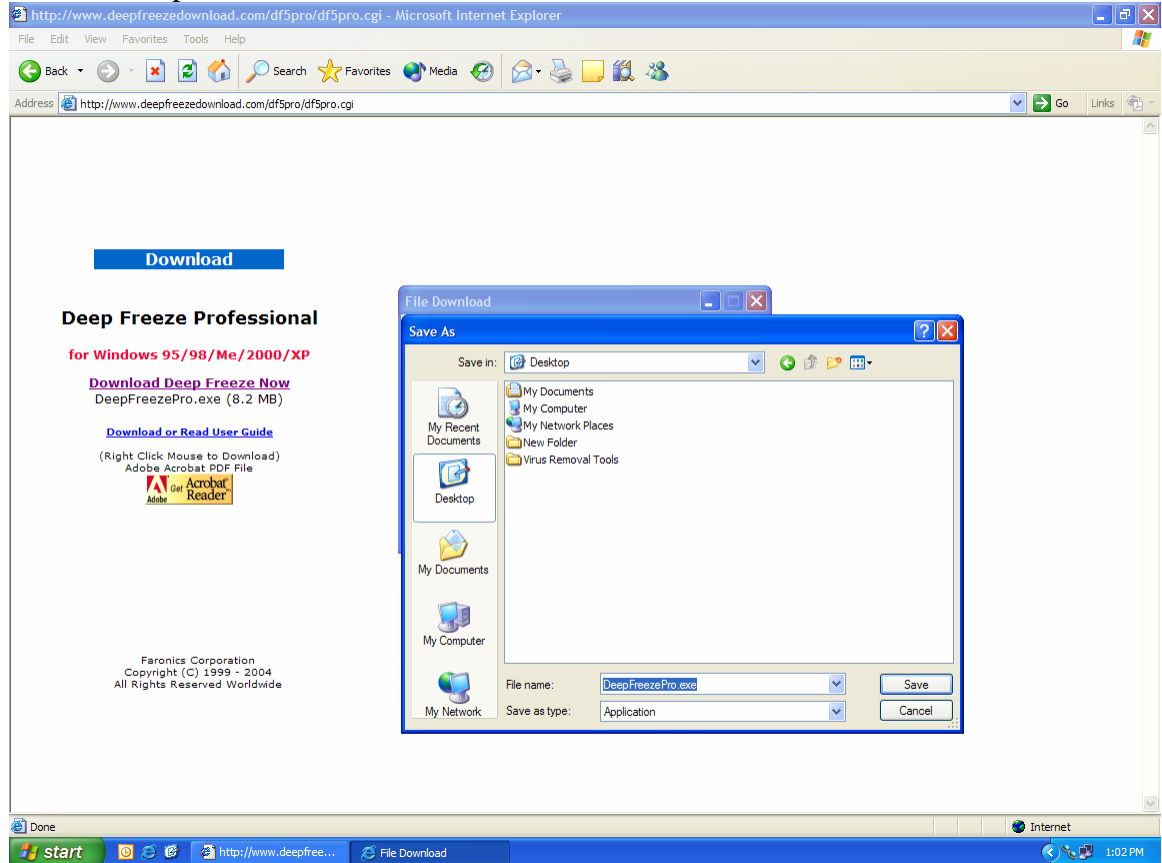 http://www.deepfreezedownload.com/df5pro/df5pro.cgi - Microsoft Internet Explorer
File Edit View Favorites Tools Help
Back Search Favorites Media
Address http://www.deepfreezedownload.com/df5pro/df5pro.cgi Go Links
Download
Deep Freeze Professional
for Windows 95/98/Me/2000/XP
Download Deep Freeze Now
DeepFreezePro.exe (8.2 MB)
Download or Read User Guide
(Right Click Mouse to Download)
Adobe Acrobat PDF File
Adobe Get Acrobat Reader
Faronics Corporation
Copyright (C) 1999 - 2004
All Rights Reserved Worldwide
File Download
Save As
Save in: Desktop
My Recent Documents
Desktop
My Documents
My Computer
My Network
My Documents
My Computer
My Network Places
New Folder
Virus Removal Tools
File name: DeepFreezePro.exe Save
Save as type: Application Cancel
Done Internet
start http://www.deepfree... File Download 1:02 PM